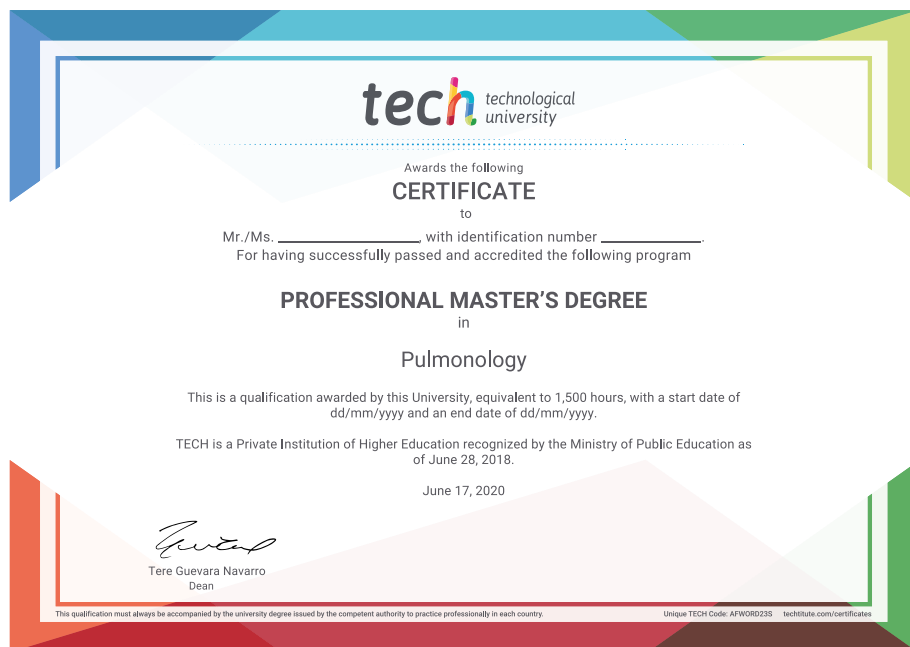 tech technological
university
Awards the following
CERTIFICATE
to
Mr./Ms. ____________________, with identification number ______________.
For having successfully passed and accredited the following program
PROFESSIONAL MASTER'S DEGREE
in
Pulmonology
This is a qualification awarded by this University, equivalent to 1,500 hours, with a start date of
dd/mm/yyyy and an end date of dd/mm/yyyy.
TECH is a Private Institution of Higher Education recognized by the Ministry of Public Education as
of June 28, 2018.
June 17, 2020
Tere Guevara Navarro
Dean
This qualification must always be accompanied by the university degree issued by the competent authority to practice professionally in each country. Unique TECH Code: AFWORD23S techtitute.com/certificates